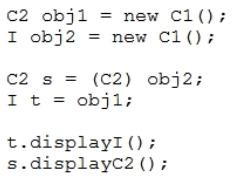 C2 obj1 = new C1();
I obj2 = new C1();
C2 s = (C2) obj2;
I t = obj1;
t.displayI();
s.displayC2();